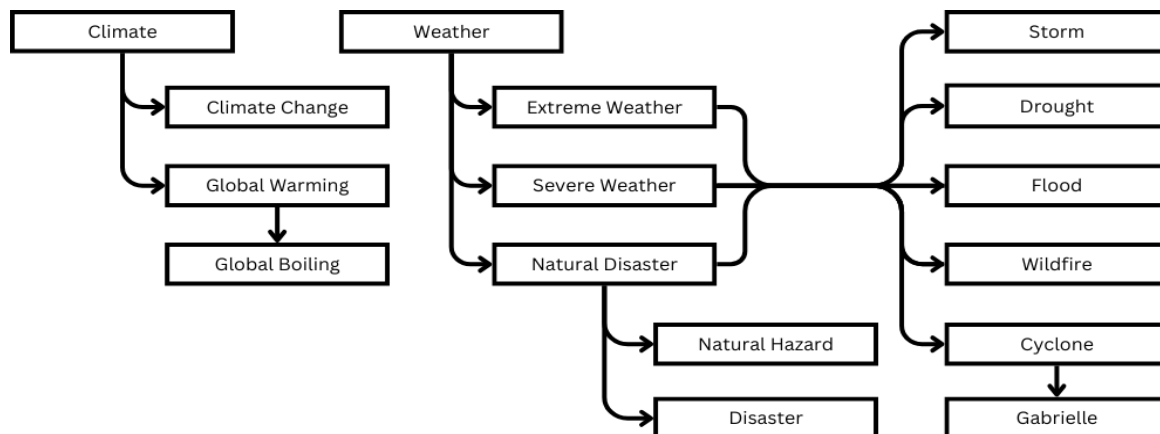 Climate
Weather
Storm
Climate Change
Extreme Weather
Drought
Global Warming
Severe Weather
Flood
Global Boiling
Natural Disaster
Wildfire
Natural Hazard
Cyclone
Disaster
Gabrielle